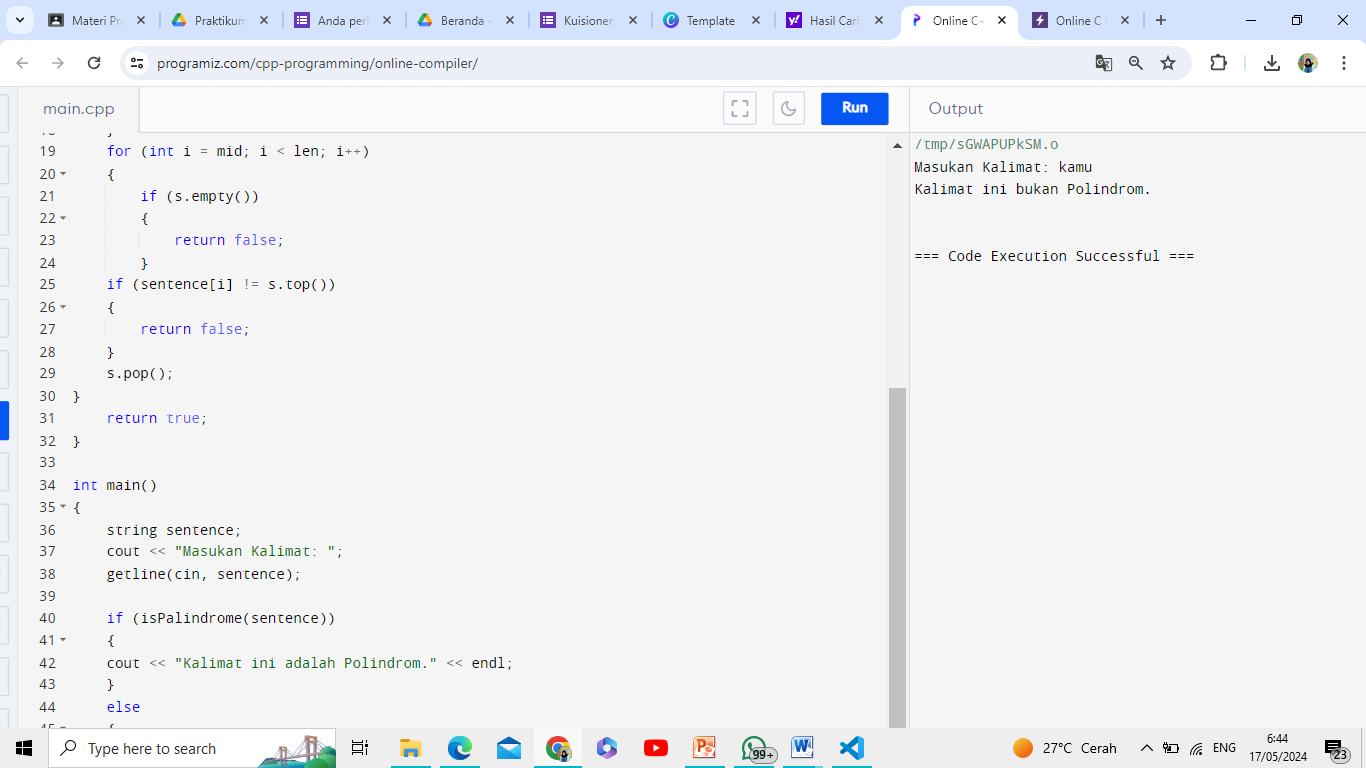 Materi Pra
Praktikum
Anda perl
Beranda -
Kuisioner
Template
Hasil Cari
Online C+
Online C
programiz.com/cpp-programming/online-compiler/
main.cpp
Run
Output
19 for (int i = mid; i < len; i++)
20 {
21 if (s.empty())
22 {
23 return false;
24 }
25 if (sentence[i] != s.top())
26 {
27 return false;
28 }
29 s.pop();
30 }
31 return true;
32 }
33
34 int main()
35 {
36 string sentence;
37 cout << "Masukan Kalimat: ";
38 getline(cin, sentence);
39
40 if (isPalindrome(sentence))
41 {
42 cout << "Kalimat ini adalah Polindrom." << endl;
43 }
44 else
/tmp/sGWAPUPkSM.o
Masukan Kalimat: kamu
Kalimat ini bukan Polindrom.
=== Code Execution Successful ===
Type here to search
99+
27°C Cerah
ENG
6:44
17/05/2024
23